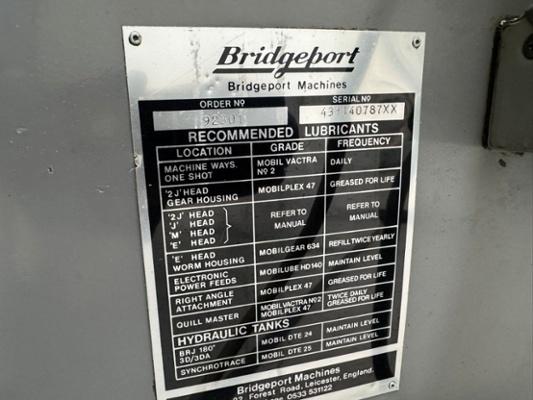 Bridgeport
Bridgeport Machines
ORDER Nº SERIAL Nº
RECOMMENDED LUBRICANTS
LOCATION GRADE FREQUENCY
MACHINE WAYS. MOBIL VACTRA DAILY
ONE SHOT Nº 2
'2J' HEAD MOBILPLEX 47 GREASED FOR LIFE
GEAR HOUSING
'2J' HEAD REFER TO REFER TO
'J' HEAD MANUAL MANUAL
'M' HEAD
'E' HEAD
'E' HEAD MOBILGEAR 634 REFILL TWICE YEARLY
WORM HOUSING
ELECTRONIC MOBILUBE HD140 MAINTAIN LEVEL
POWER FEEDS
RIGHT ANGLE MOBILPLEX 47 GREASED FOR LIFE
ATTACHMENT
QUILL MASTER MOBIL VACTRA Nº2 TWICE DAILY
MOBILPLEX 47 GREASED FOR LIFE
HYDRAULIC TANKS
BRJ 180° MOBIL DTE 24 MAINTAIN LEVEL
3D/3DA
SYNCHROTRACE MOBIL DTE 25 MAINTAIN LEVEL
Bridgeport Machines
Forest Road, Leicester, England.
0533 531122